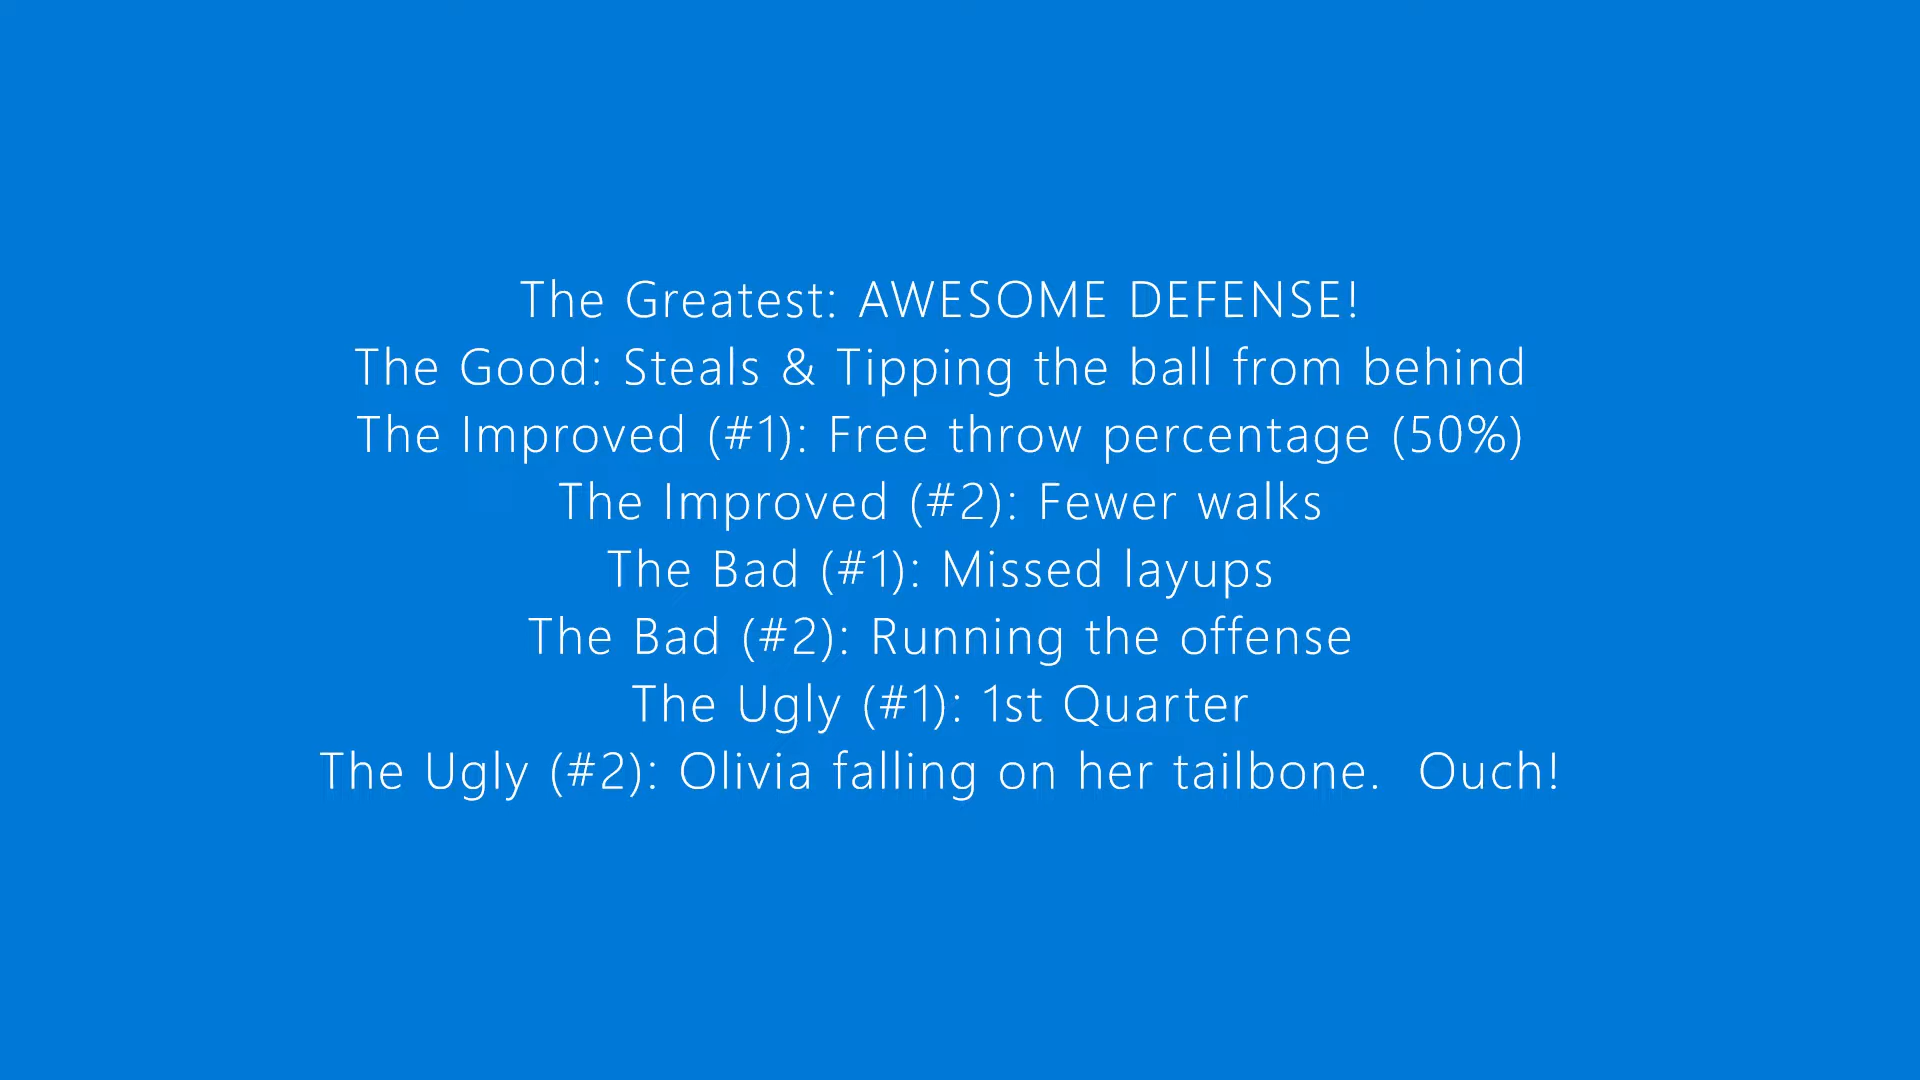 The Greatest: AWESOME DEFENSE!
The Good: Steals & Tipping the ball from behind
The Improved (#1): Free throw percentage (50%)
The Improved (#2): Fewer walks
The Bad (#1): Missed layups
The Bad (#2): Running the offense
The Ugly (#1): 1st Quarter
The Ugly (#2): Olivia falling on her tailbone.  Ouch!